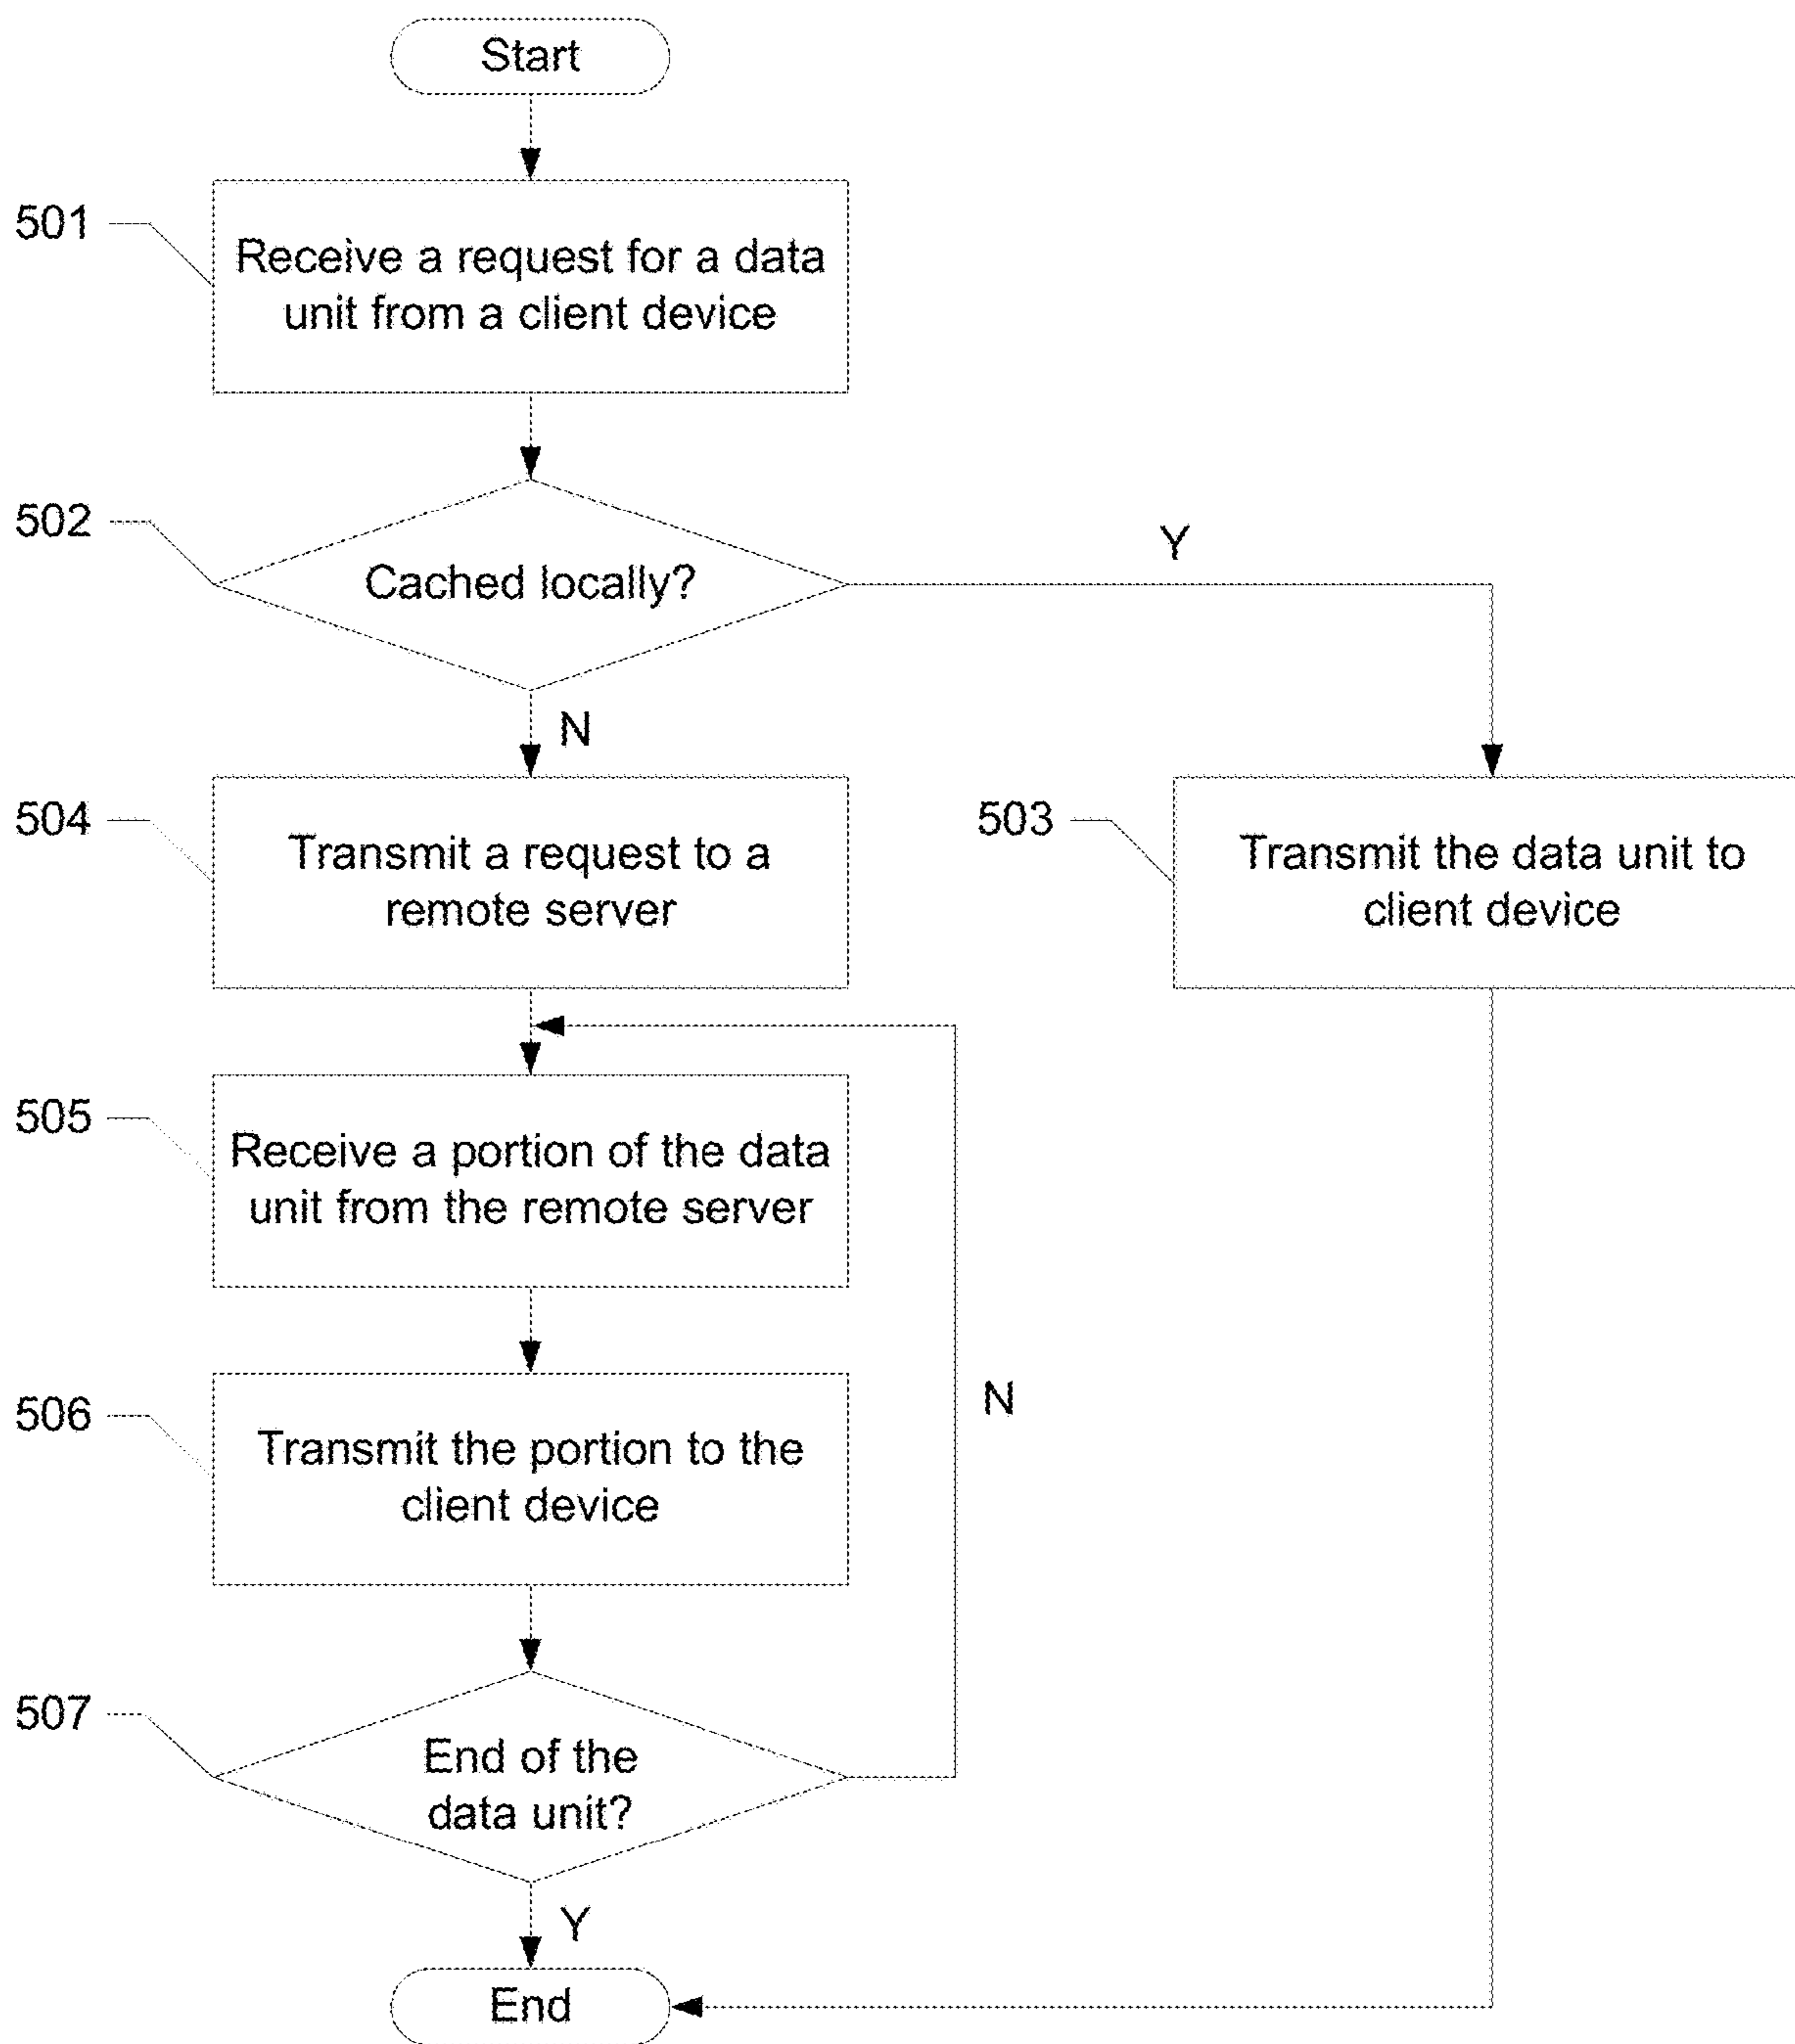 Start
501
Receive a request for a data
unit from a client device
502
Cached locally?
Y
N
504
Transmit a request to a
remote server
503
Transmit the data unit to
client device
505
Receive a portion of the data
unit from the remote server
506
Transmit the portion to the
client device
N
507
End of the
data unit?
Y
End